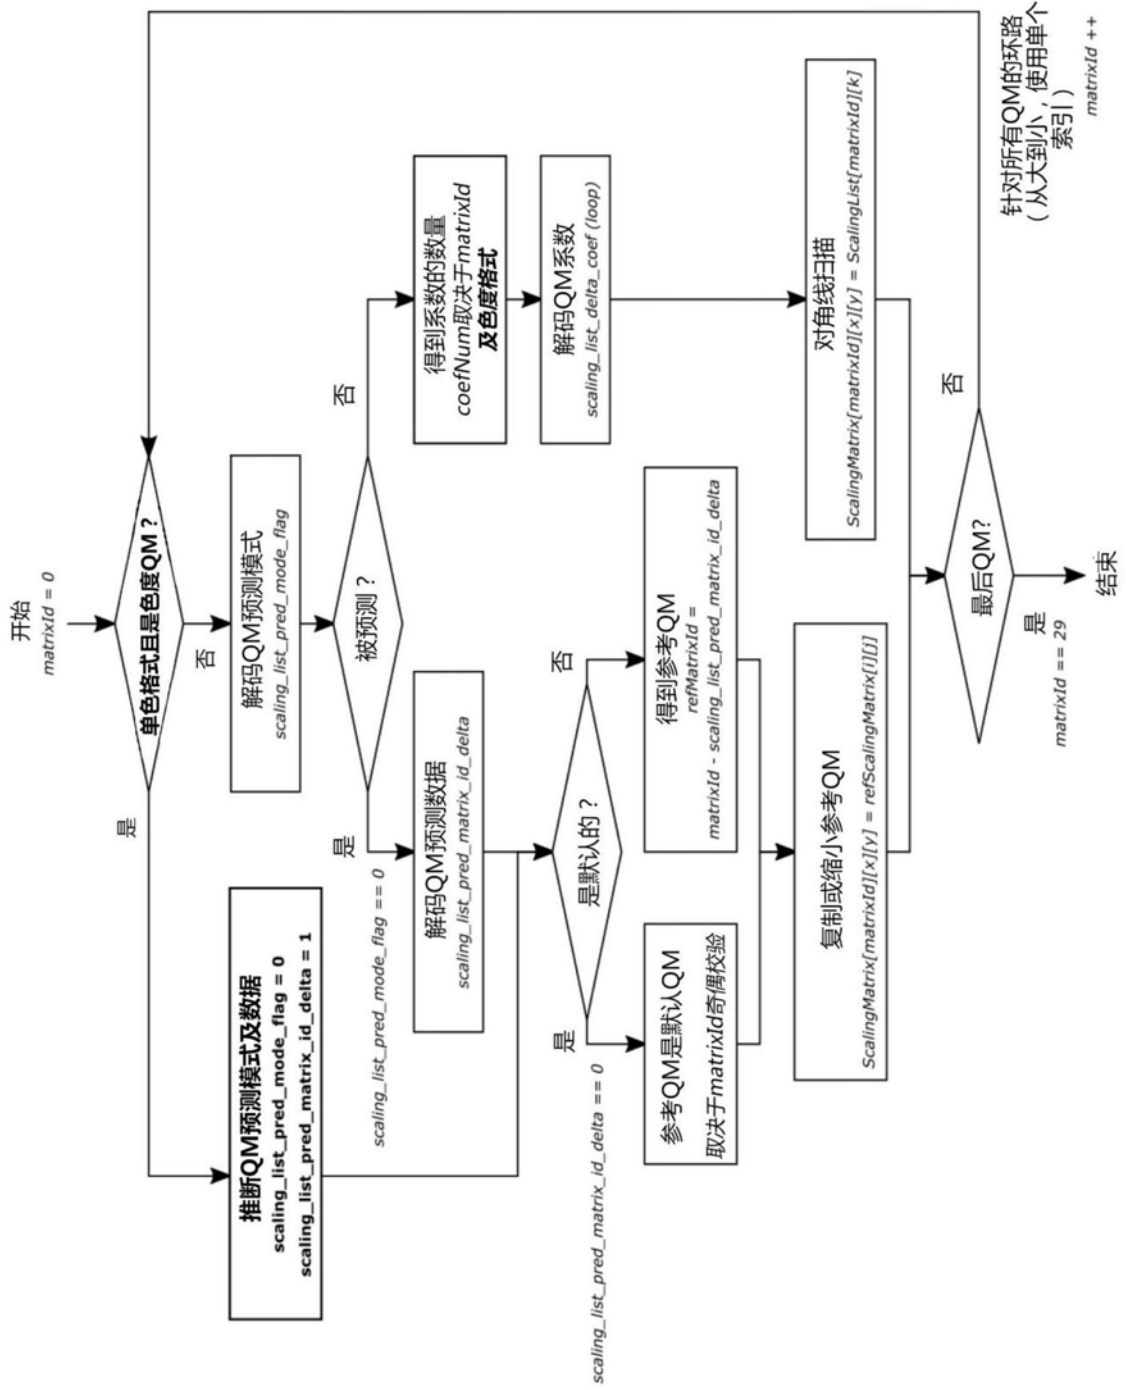 开始
matrixId = 0
单色格式且是色度QM？
是
否
推断QM预测模式及数据
scaling_list_pred_mode_flag = 0
scaling_list_pred_matrix_id_delta = 1
解码QM预测模式
scaling_list_pred_mode_flag
被预测？
是
scaling_list_pred_mode_flag == 0
否
解码QM预测数据
scaling_list_pred_matrix_id_delta
得到系数的数量
coefNum取决于matrixId
及色度格式
解码QM系数
scaling_list_delta_coef (loop)
是默认的？
是
scaling_list_pred_matrix_id_delta == 0
否
参考QM是默认QM
取决于matrixId奇偶校验
得到参考QM
refMatrixId =
matrixId - scaling_list_pred_matrix_id_delta
复制或缩小参考QM
ScalingMatrix[matrixId][x][y] = refScalingMatrix[i][j]
对角线扫描
ScalingMatrix[matrixId][x][y] = ScalingList[matrixId][k]
最后QM?
否
是
matrixId == 29
结束
针对所有QM的环路
（从大到小，使用单个
索引）
matrixId ++